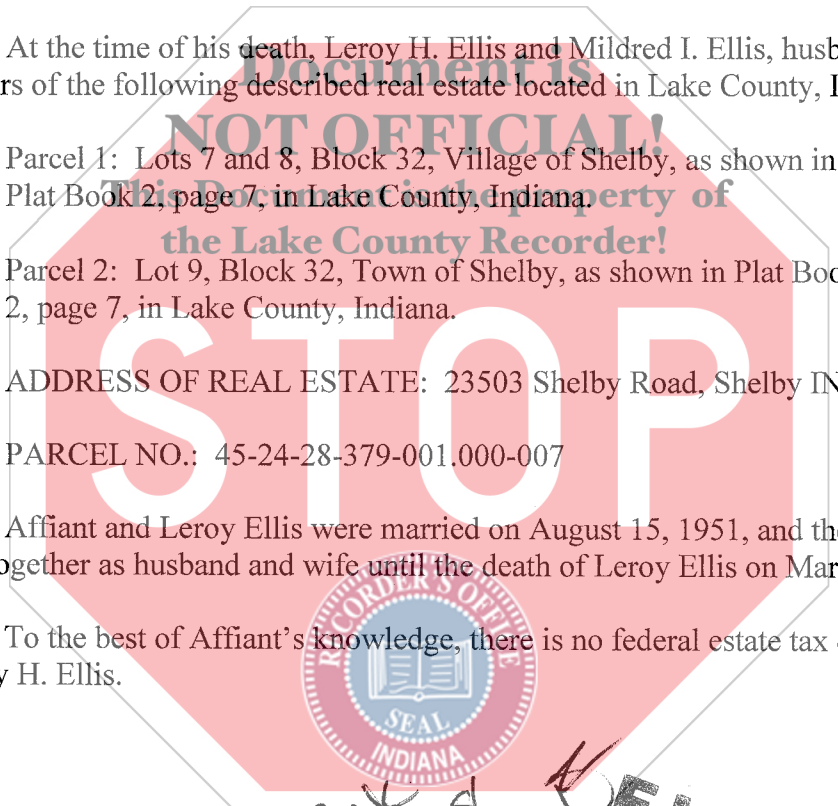 At the time of his death, Leroy H. Ellis and Mildred I. Ellis, husb
rs of the following described real estate located in Lake County, I
Document is
NOT OFFICIAL!
This Document is the property of
the Lake County Recorder!
Parcel 1: Lots 7 and 8, Block 32, Village of Shelby, as shown in
Plat Book 2, page 7, in Lake County, Indiana.
Parcel 2: Lot 9, Block 32, Town of Shelby, as shown in Plat Boo
2, page 7, in Lake County, Indiana.
STOP
ADDRESS OF REAL ESTATE: 23503 Shelby Road, Shelby IN
PARCEL NO.: 45-24-28-379-001.000-007
Affiant and Leroy Ellis were married on August 15, 1951, and th
ogether as husband and wife until the death of Leroy Ellis on Mar
To the best of Affiant's knowledge, there is no federal estate tax
y H. Ellis.
RECORDER'S OFFICE
SEAL
INDIANA